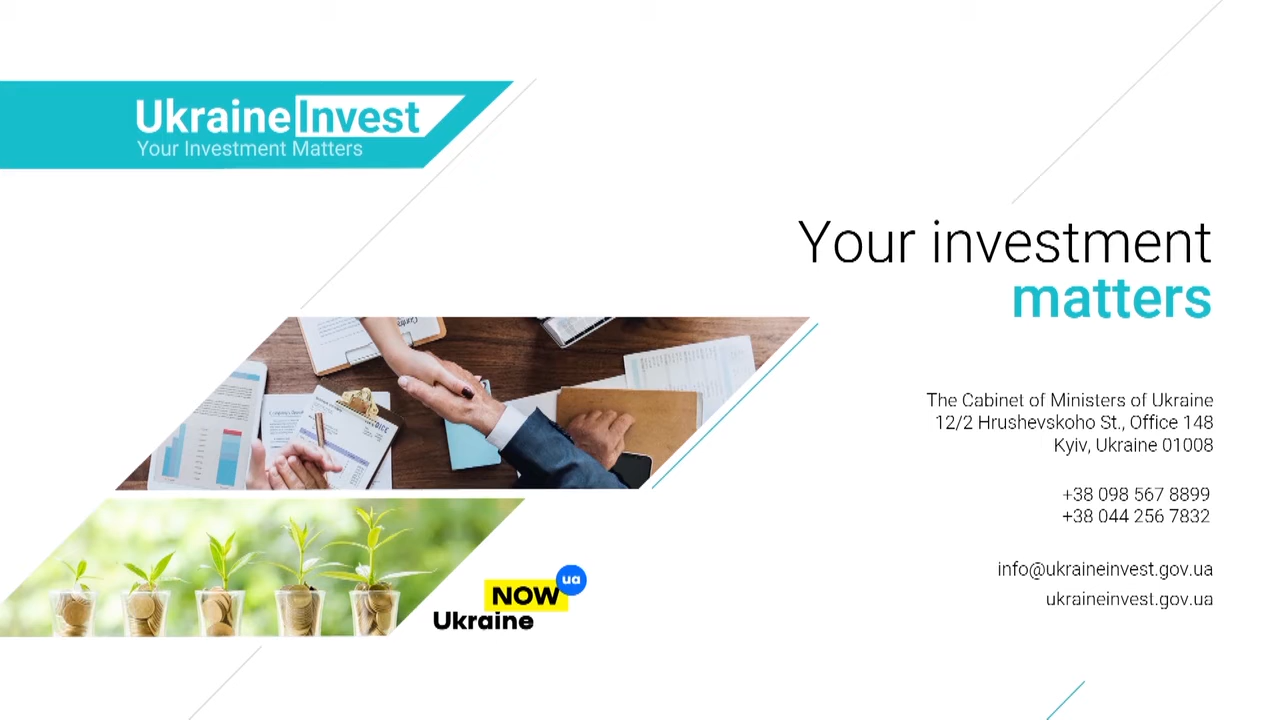 UkraineInvest
Your Investment Matters
Your investment
matters
The Cabinet of Ministers of Ukraine
12/2 Hrushevskoho St., Office 148
Kyiv, Ukraine 01008
+38 098 567 8899
+38 044 256 7832
info@ukraineinvest.gov.ua
ukraineinvest.gov.ua
ua
NOW
Ukraine